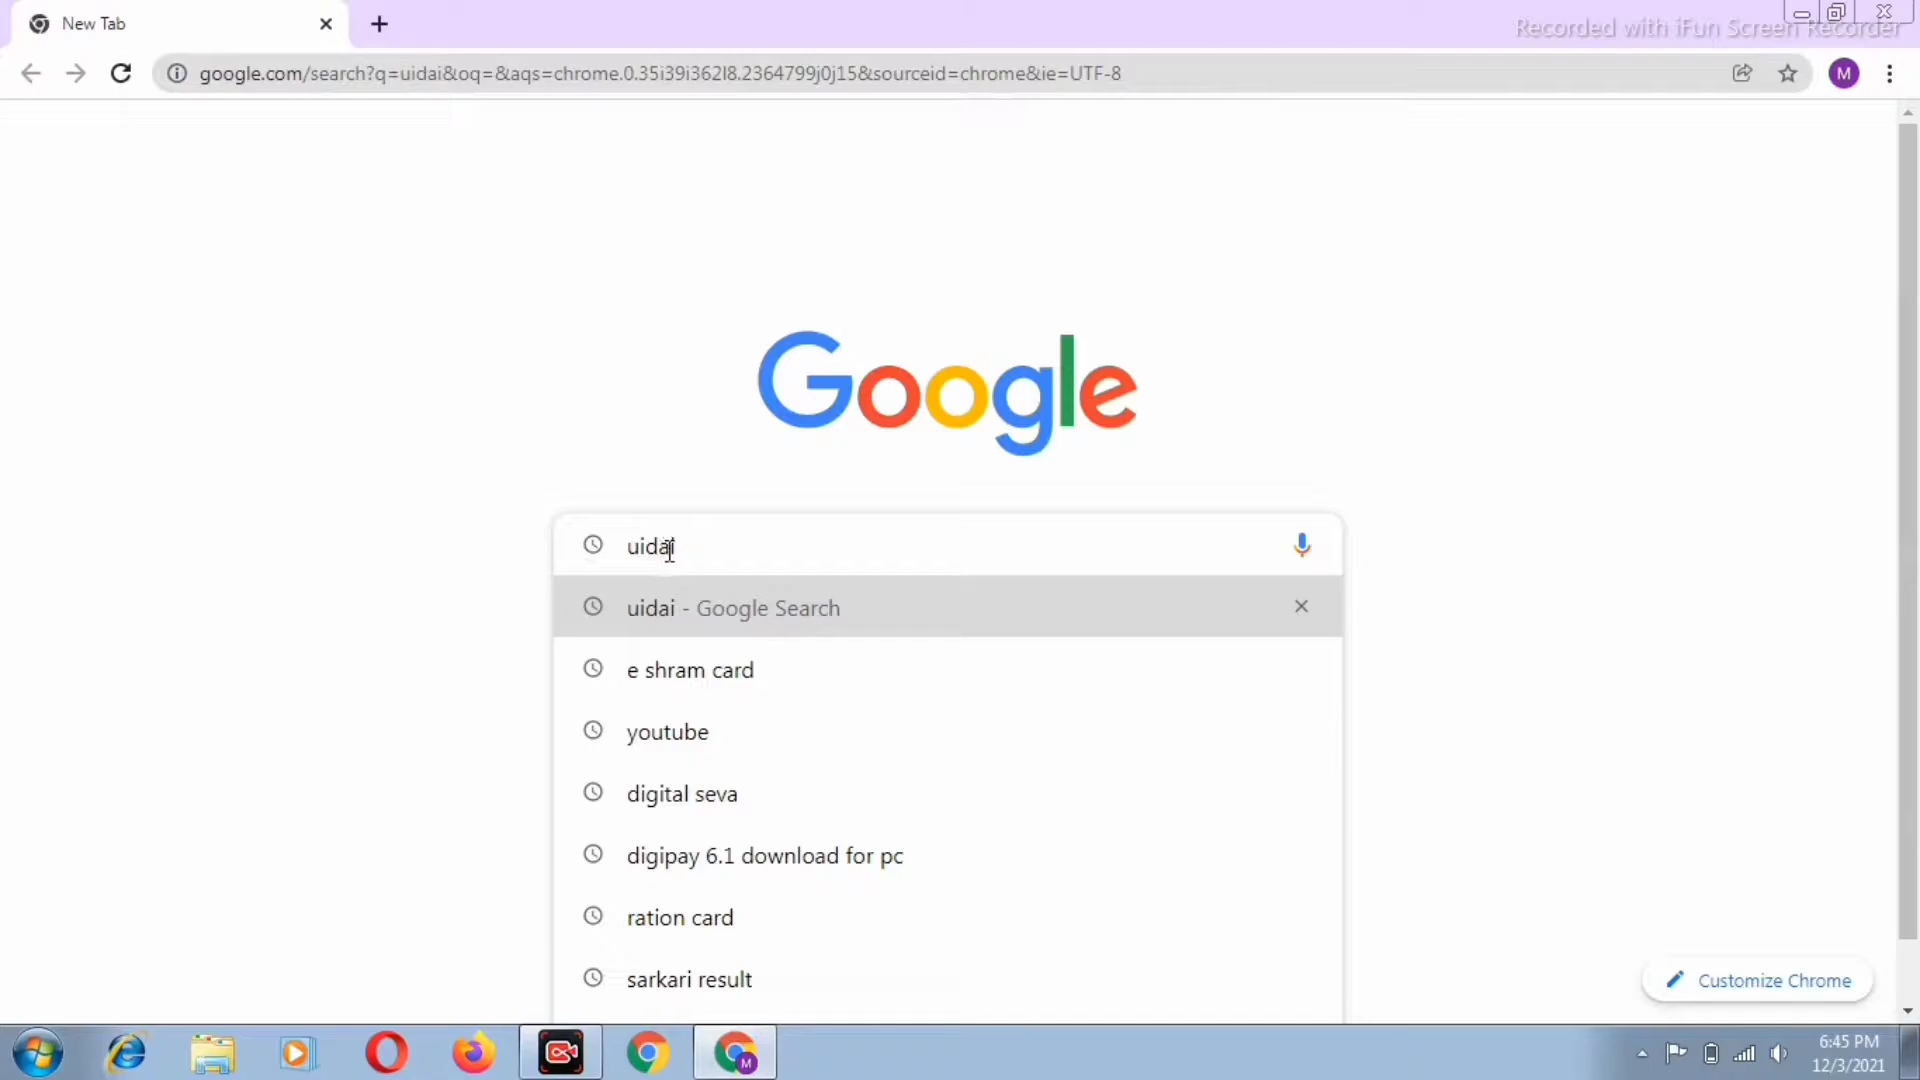 New Tab
Recorded with iFun Screen Recorder
google.com/search?q=uidai&oq=&aqs=chrome.0.35i39i362l8.2364799j0j15&sourceid=chrome&ie=UTF-8
M
Google
uidai
uidai - Google Search
e shram card
youtube
digital seva
digipay 6.1 download for pc
ration card
sarkari result
Customize Chrome
M
6:45 PM
12/3/2021